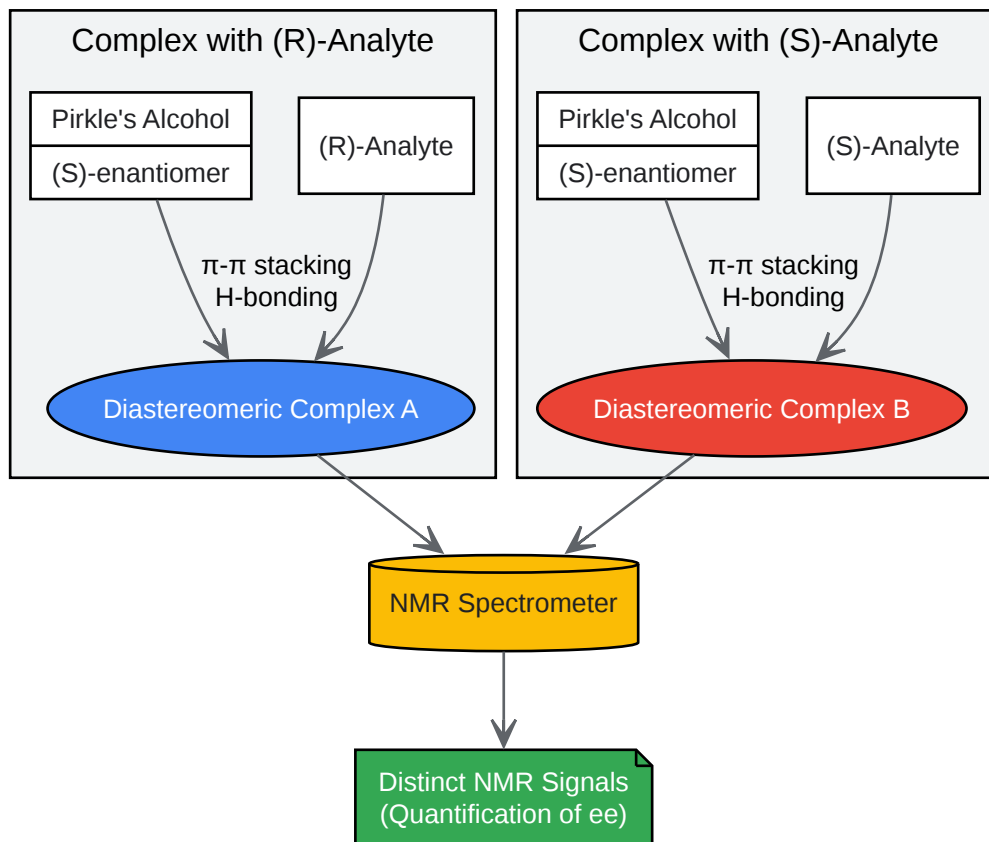 Complex with (R)-Analyte
Pirkle's Alcohol
(S)-enantiomer
(R)-Analyte
π-π stacking
H-bonding
Diastereomeric Complex A
Complex with (S)-Analyte
Pirkle's Alcohol
(S)-enantiomer
(S)-Analyte
π-π stacking
H-bonding
Diastereomeric Complex B
NMR Spectrometer
Distinct NMR Signals
(Quantification of ee)